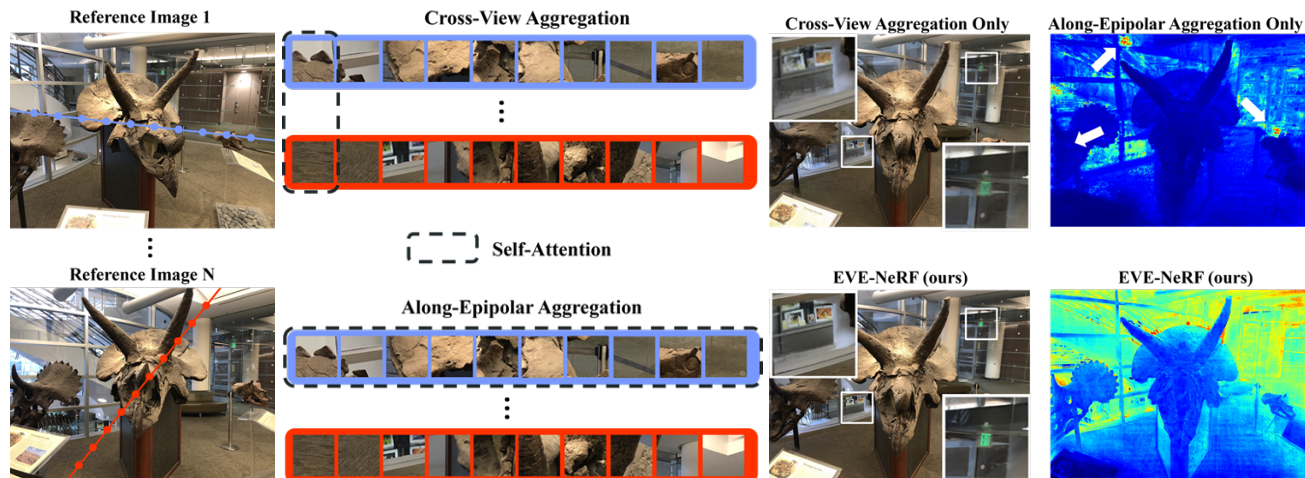 Reference Image 1
Cross-View Aggregation
Cross-View Aggregation Only
Along-Epipolar Aggregation Only
Self-Attention
Reference Image N
Along-Epipolar Aggregation
EVE-NeRF (ours)
EVE-NeRF (ours)